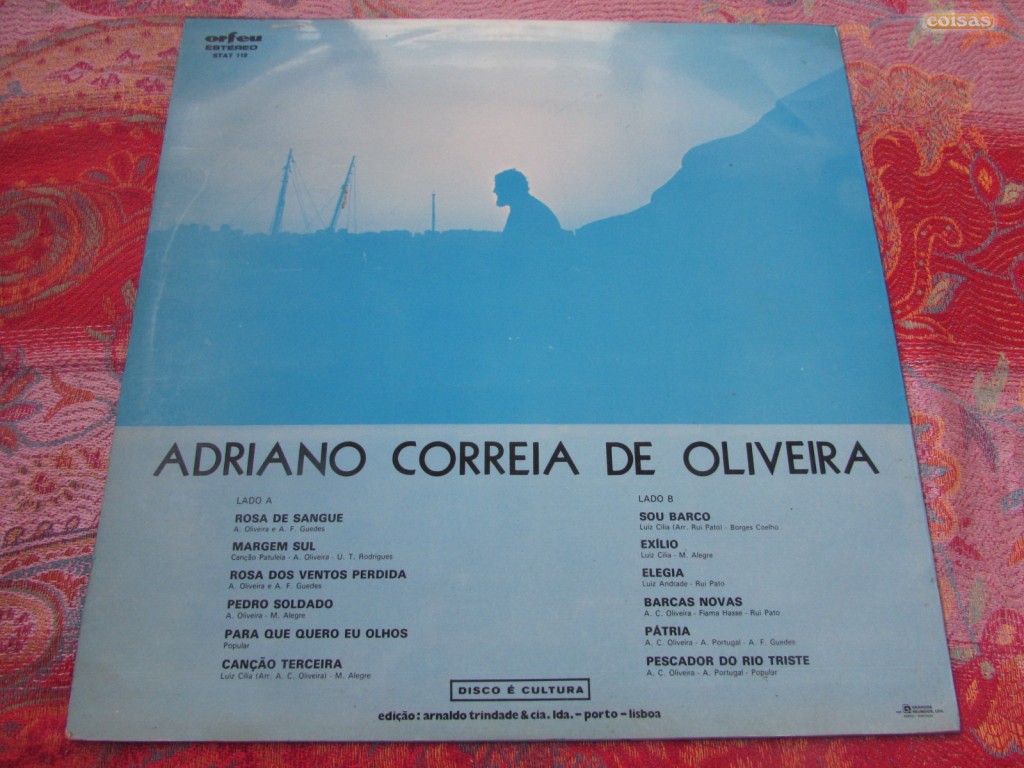 coisas
orfeu
ESTÉREO
STAT 118
ADRIANO CORREIA DE OLIVEIRA
LADO A
ROSA DE SANGUE
A. Oliveira e A. F. Guedes
MARGEM SUL
Canção Patuleia - A. Oliveira - U. T. Rodrigues
ROSA DOS VENTOS PERDIDA
A. Oliveira e A. F. Guedes
PEDRO SOLDADO
A. Oliveira - M. Alegre
PARA QUE QUERO EU OLHOS
Popular
CANÇÃO TERCEIRA
Luiz Cília (Arr: A. C. Oliveira) - M. Alegre
LADO B
SOU BARCO
Luiz Cília (Arr. Rui Pato) - Borges Coelho
EXÍLIO
Luiz Cília - M. Alegre
ELEGIA
Luiz Andrade - Rui Pato
BARCAS NOVAS
A. C. Oliveira - Fiama Hasse - Rui Pato
PÁTRIA
A. C. Oliveira - A. Portugal - A. F. Guedes
PESCADOR DO RIO TRISTE
A. C. Oliveira - A. Portugal - Popular
DISCO É CULTURA
edição: arnaldo trindade & cia. lda. - porto - lisboa